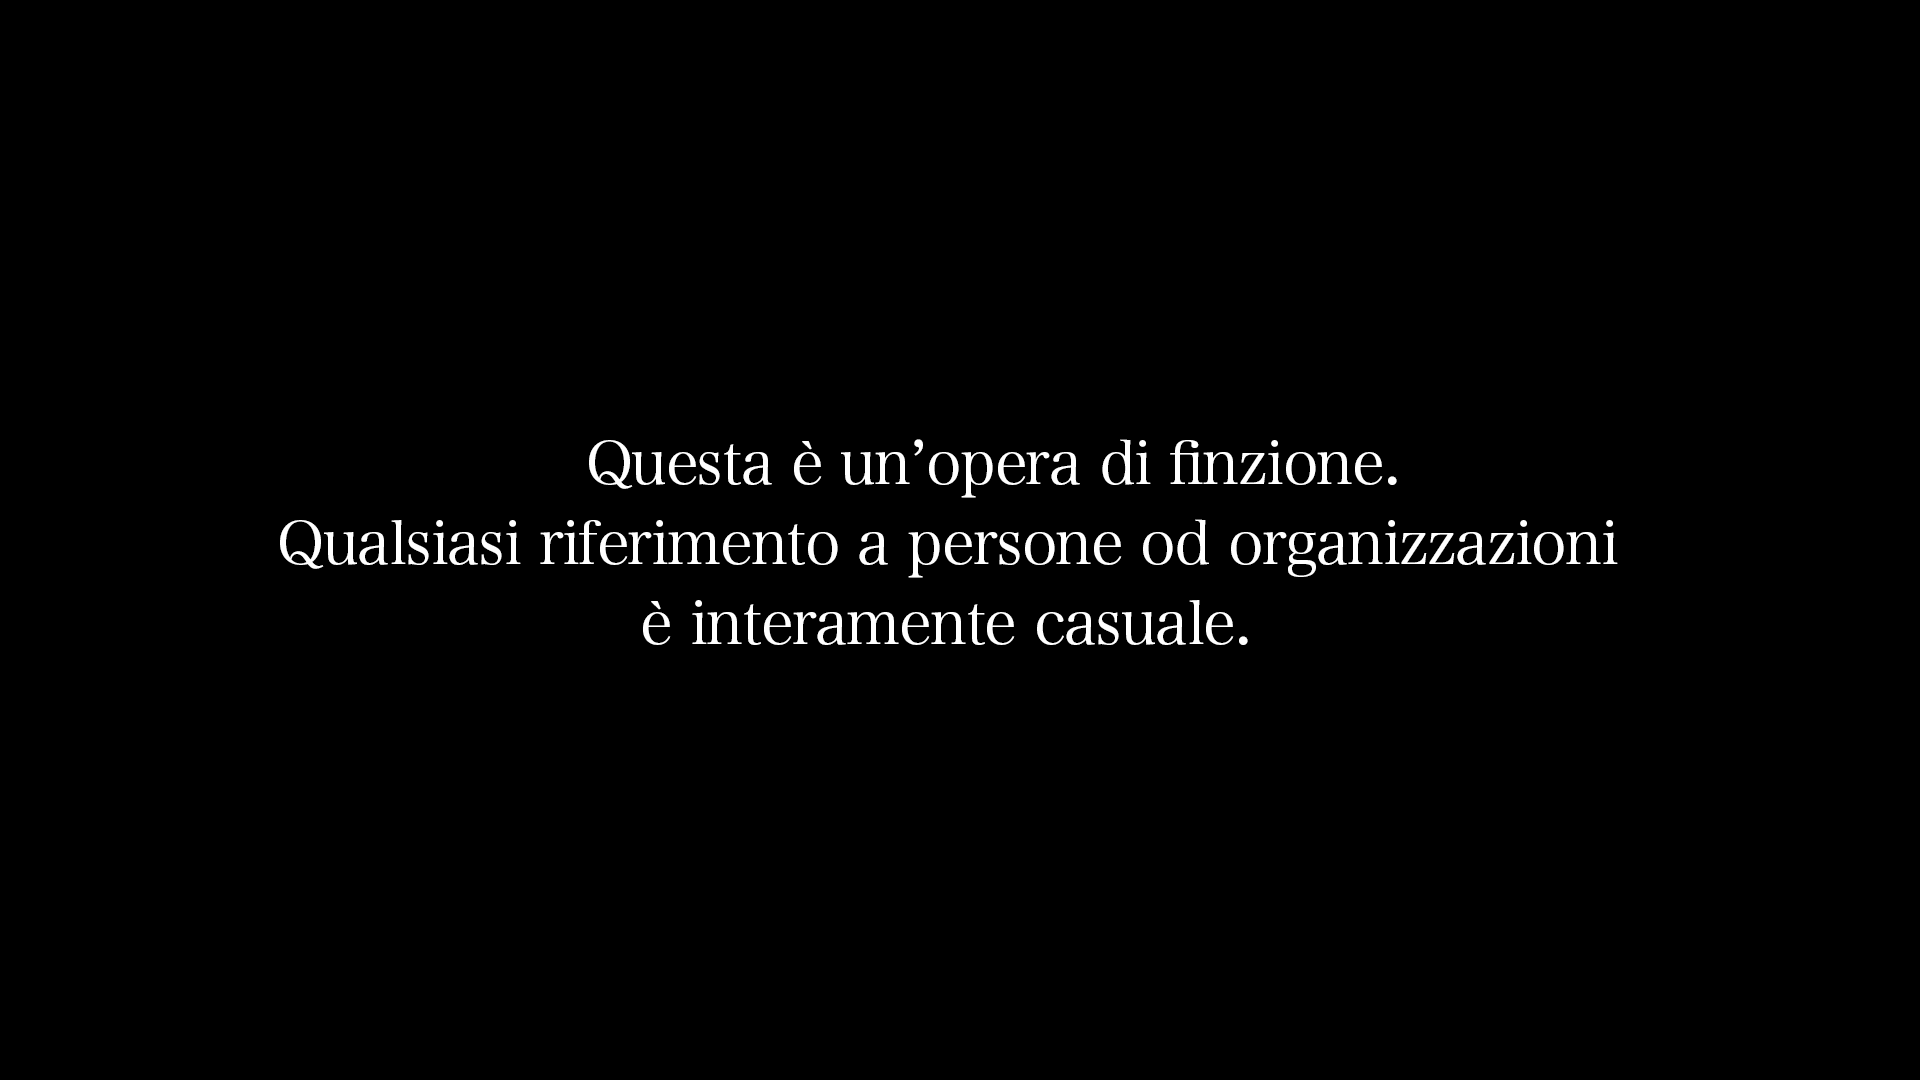 Questa è un’opera di finzione.
Qualsiasi riferimento a persone od organizzazioni
è interamente casuale.